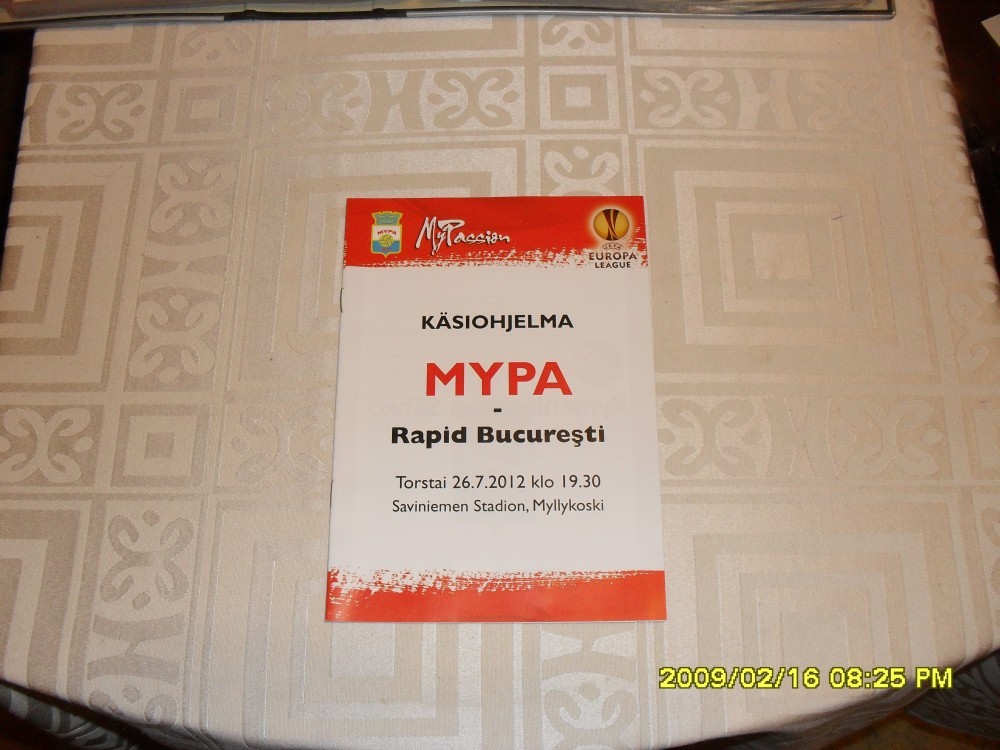 MYPA
MyPassion
UEFA
EUROPA
LEAGUE
KÄSIOHJELMA
MYPA
-
Rapid Bucureşti
Torstai 26.7.2012 klo 19.30
Saviniemen Stadion, Myllykoski
2009/02/16 08:25 PM